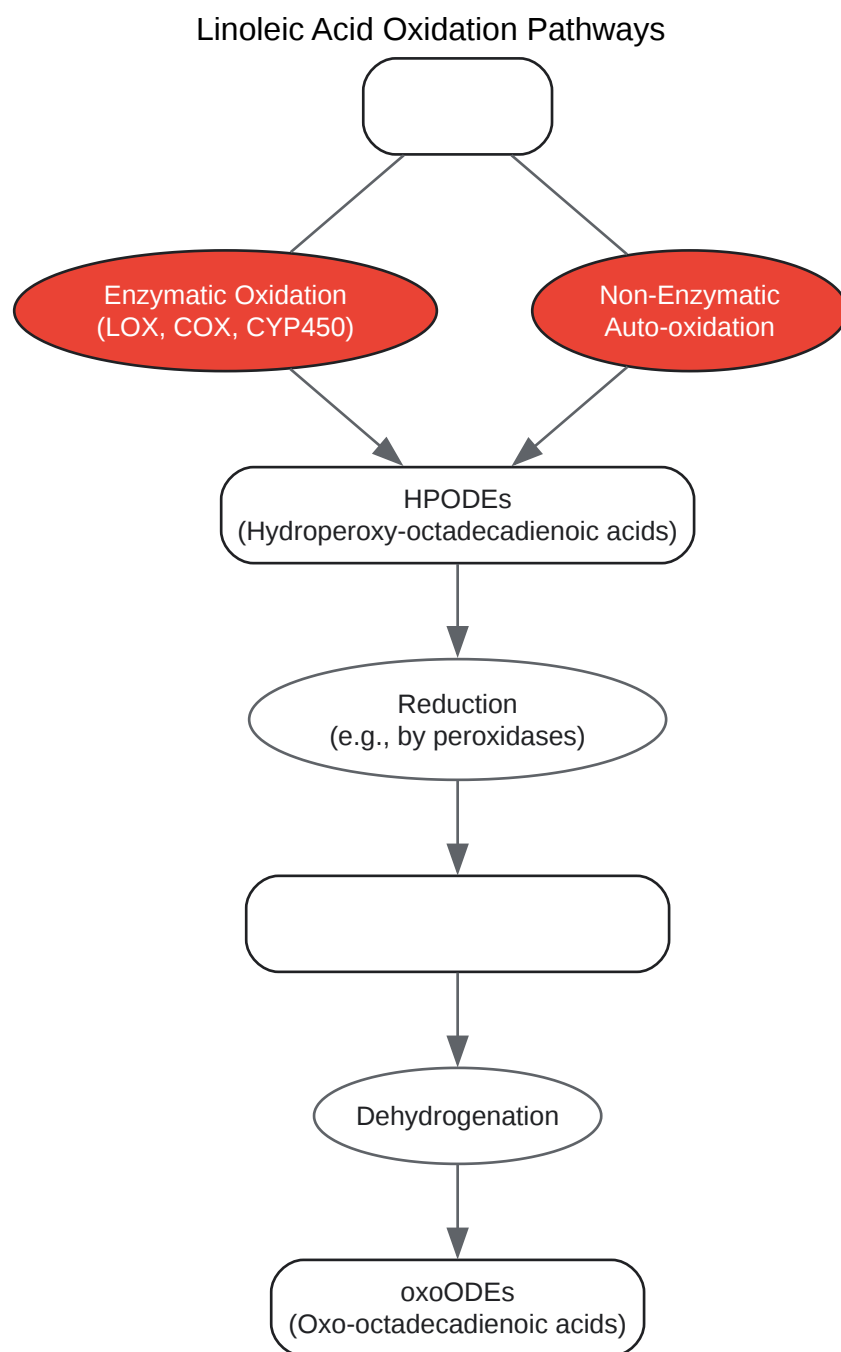 Linoleic Acid Oxidation Pathways
Enzymatic Oxidation
(LOX, COX, CYP450)
Non-Enzymatic
Auto-oxidation
HPODEs
(Hydroperoxy-octadecadienoic acids)
Reduction
(e.g., by peroxidases)
Dehydrogenation
oxoODEs
(Oxo-octadecadienoic acids)